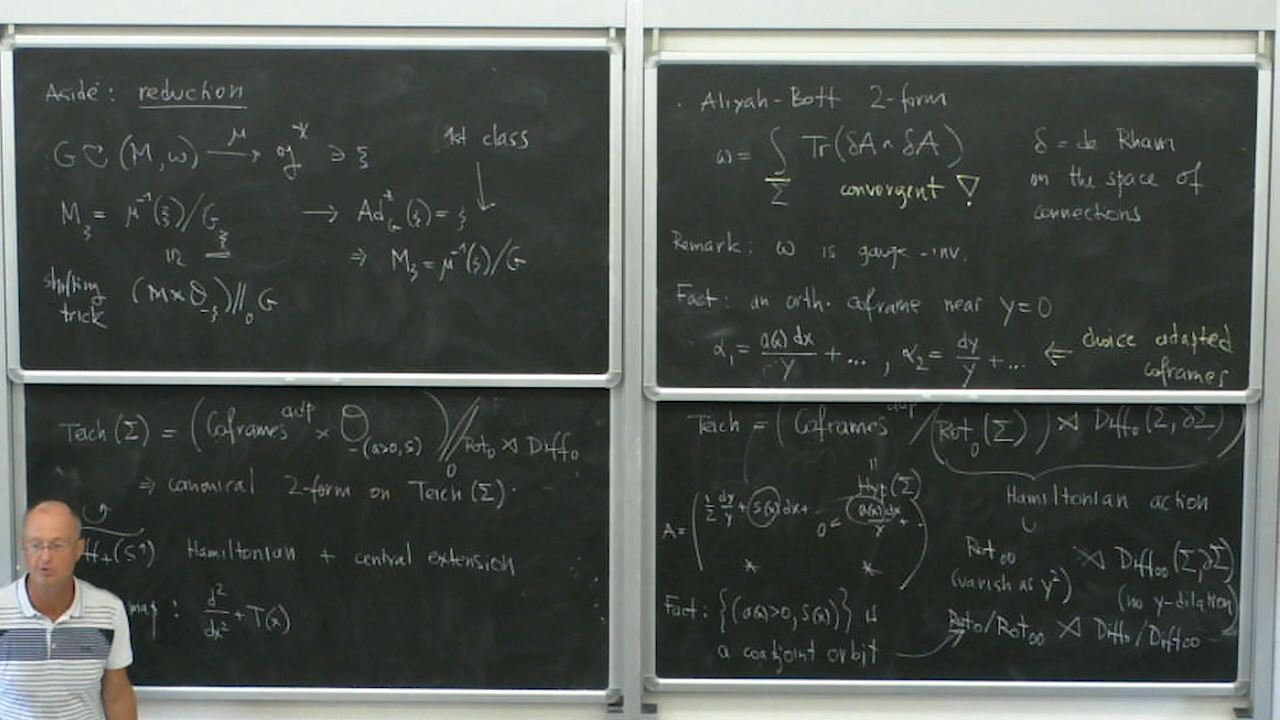 Aside: reduction
G ↻ (M, ω) —μ→ 𝔤* ∋ ξ
1st class
M_ξ = μ⁻¹(ξ)/G_ξ → Ad*_G(ξ) = ξ
⇒ M_ξ = μ⁻¹(ξ)/G
shifting trick (M × O_{-ξ})//₀ G
Teich (Σ) = (Coframes^{adp} × O_{-(a>0,s)}) //₀ Rot₀ ⋊ Diff₀
⇒ canonical 2-form on Teich (Σ).
(S¹) Hamiltonian + central extension
map: d²/dx² + T(x)
Atiyah-Bott 2-form
ω = ∫_Σ Tr(δA ∧ δA)
convergent ∇!
δ = de Rham
on the space of
connections
Remark: ω is gauge-inv.
Fact: an orth. coframe near y=0
α₁ = a(x)dx/y + ... , α₂ = dy/y + ... ⇐ choice adapted
coframes
Teich = (Coframes^{adp} / Rot₀(Σ)) ⋊ Diff₀(Σ,∂Σ)
"
Hyp(Σ)
A = ( ½ dy/y + s(x)dx + 0< a(x)dx/x + ..
* * )
Hamiltonian action
∪
Rot₀₀ ⋊ Diff₀₀(Σ,∂Σ)
(vanish as y²) (no y-dilation)
Fact: {(a(x)>0, s(x))} is
a coadjoint orbit
Rot₀/Rot₀₀ ⋊ Diff₀/Diff₀₀